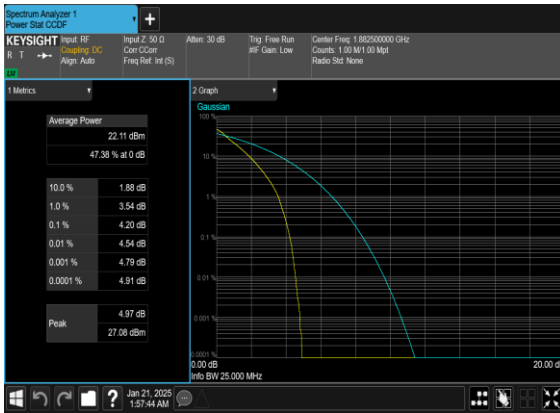 Spectrum Analyzer 1
Power Stat CCDF
KEYSIGHT
R T
LXI
Input: RF
Coupling: DC
Align: Auto
Input Z: 50 Ω
Corr CCorr
Freq Ref: Int (S)
Atten: 30 dB
Trig: Free Run
#IF Gain: Low
Center Freq: 1.882500000 GHz
Counts: 1.00 M/1.00 Mpt
Radio Std: None
1 Metrics
Average Power
22.11 dBm
47.38 % at 0 dB
10.0 % 1.88 dB
1.0 % 3.54 dB
0.1 % 4.20 dB
0.01 % 4.54 dB
0.001 % 4.79 dB
0.0001 % 4.91 dB
Peak
4.97 dB
27.08 dBm
2 Graph
Gaussian
100 %
10 %
1 %
0.1 %
0.01 %
0.001 %
0.0001 %
0.00 dB
20.00 dB
Info BW 25.000 MHz
Jan 21, 2025
1:57:44 AM